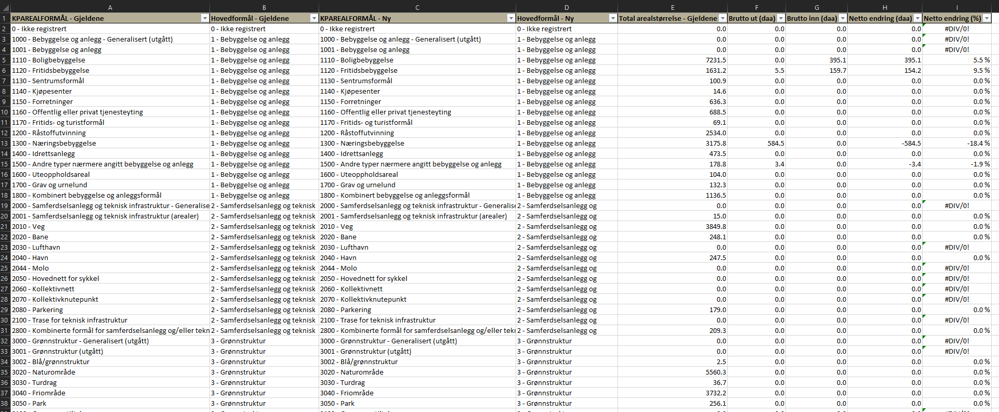 A B C D E F G H I
1 KPAREALFORMÅL - Gjeldene Hovedformål - Gjeldene KPAREALFORMÅL - Ny Hovedformål - Ny Total arealstørrelse - Gjeldene Brutto ut (daa) Brutto inn (daa) Netto endring (daa) Netto endring (%)
2 0 - Ikke registrert 0 - Ikke registrert 0 - Ikke registrert 0 - Ikke registrert 0.0 0.0 0.0 0.0 #DIV/0!
3 1000 - Bebyggelse og anlegg - Generalisert (utgått) 1 - Bebyggelse og anlegg 1000 - Bebyggelse og anlegg - Generalisert (utgått) 1 - Bebyggelse og anlegg 0.0 0.0 0.0 0.0 #DIV/0!
4 1001 - Bebyggelse og anlegg 1 - Bebyggelse og anlegg 1001 - Bebyggelse og anlegg 1 - Bebyggelse og anlegg 0.0 0.0 0.0 0.0 #DIV/0!
5 1110 - Boligbebyggelse 1 - Bebyggelse og anlegg 1110 - Boligbebyggelse 1 - Bebyggelse og anlegg 7231.5 0.0 395.1 395.1 5.5 %
6 1120 - Fritidsbebyggelse 1 - Bebyggelse og anlegg 1120 - Fritidsbebyggelse 1 - Bebyggelse og anlegg 1631.2 5.5 159.7 154.2 9.5 %
7 1130 - Sentrumsformål 1 - Bebyggelse og anlegg 1130 - Sentrumsformål 1 - Bebyggelse og anlegg 100.9 0.0 0.0 0.0 0.0 %
8 1140 - Kjøpesenter 1 - Bebyggelse og anlegg 1140 - Kjøpesenter 1 - Bebyggelse og anlegg 14.6 0.0 0.0 0.0 0.0 %
9 1150 - Forretninger 1 - Bebyggelse og anlegg 1150 - Forretninger 1 - Bebyggelse og anlegg 636.3 0.0 0.0 0.0 0.0 %
10 1160 - Offentlig eller privat tjenesteyting 1 - Bebyggelse og anlegg 1160 - Offentlig eller privat tjenesteyting 1 - Bebyggelse og anlegg 688.5 0.0 0.0 0.0 0.0 %
11 1170 - Fritids- og turistformål 1 - Bebyggelse og anlegg 1170 - Fritids- og turistformål 1 - Bebyggelse og anlegg 69.1 0.0 0.0 0.0 0.0 %
12 1200 - Råstoffutvinning 1 - Bebyggelse og anlegg 1200 - Råstoffutvinning 1 - Bebyggelse og anlegg 2534.0 0.0 0.0 0.0 0.0 %
13 1300 - Næringsbebyggelse 1 - Bebyggelse og anlegg 1300 - Næringsbebyggelse 1 - Bebyggelse og anlegg 3175.8 584.5 0.0 -584.5 -18.4 %
14 1400 - Idrettsanlegg 1 - Bebyggelse og anlegg 1400 - Idrettsanlegg 1 - Bebyggelse og anlegg 473.5 0.0 0.0 0.0 0.0 %
15 1500 - Andre typer nærmere angitt bebyggelse og anlegg 1 - Bebyggelse og anlegg 1500 - Andre typer nærmere angitt bebyggelse og anlegg 1 - Bebyggelse og anlegg 178.8 3.4 0.0 -3.4 -1.9 %
16 1600 - Uteoppholdsareal 1 - Bebyggelse og anlegg 1600 - Uteoppholdsareal 1 - Bebyggelse og anlegg 104.0 0.0 0.0 0.0 0.0 %
17 1700 - Grav og urnelund 1 - Bebyggelse og anlegg 1700 - Grav og urnelund 1 - Bebyggelse og anlegg 132.3 0.0 0.0 0.0 0.0 %
18 1800 - Kombinert bebyggelse og anleggsformål 1 - Bebyggelse og anlegg 1800 - Kombinert bebyggelse og anleggsformål 1 - Bebyggelse og anlegg 1136.5 0.0 0.0 0.0 0.0 %
19 2000 - Samferdselsanlegg og teknisk infrastruktur - Generalise 2 - Samferdselsanlegg og teknisk 2000 - Samferdselsanlegg og teknisk infrastruktur - Generalise 2 - Samferdselsanlegg og 0.0 0.0 0.0 0.0 #DIV/0!
20 2001 - Samferdselsanlegg og teknisk infrastruktur (arealer) 2 - Samferdselsanlegg og teknisk 2001 - Samferdselsanlegg og teknisk infrastruktur (arealer) 2 - Samferdselsanlegg og 15.0 0.0 0.0 0.0 0.0 %
21 2010 - Veg 2 - Samferdselsanlegg og teknisk 2010 - Veg 2 - Samferdselsanlegg og 3849.8 0.0 0.0 0.0 0.0 %
22 2020 - Bane 2 - Samferdselsanlegg og teknisk 2020 - Bane 2 - Samferdselsanlegg og 248.1 0.0 0.0 0.0 0.0 %
23 2030 - Lufthavn 2 - Samferdselsanlegg og teknisk 2030 - Lufthavn 2 - Samferdselsanlegg og 0.0 0.0 0.0 0.0 #DIV/0!
24 2040 - Havn 2 - Samferdselsanlegg og teknisk 2040 - Havn 2 - Samferdselsanlegg og 247.5 0.0 0.0 0.0 0.0 %
25 2044 - Molo 2 - Samferdselsanlegg og teknisk 2044 - Molo 2 - Samferdselsanlegg og 0.0 0.0 0.0 0.0 #DIV/0!
26 2050 - Hovednett for sykkel 2 - Samferdselsanlegg og teknisk 2050 - Hovednett for sykkel 2 - Samferdselsanlegg og 0.0 0.0 0.0 0.0 #DIV/0!
27 2060 - Kollektivnett 2 - Samferdselsanlegg og teknisk 2060 - Kollektivnett 2 - Samferdselsanlegg og 0.0 0.0 0.0 0.0 #DIV/0!
28 2070 - Kollektivknutepunkt 2 - Samferdselsanlegg og teknisk 2070 - Kollektivknutepunkt 2 - Samferdselsanlegg og 0.0 0.0 0.0 0.0 #DIV/0!
29 2080 - Parkering 2 - Samferdselsanlegg og teknisk 2080 - Parkering 2 - Samferdselsanlegg og 179.0 0.0 0.0 0.0 0.0 %
30 2100 - Trase for teknisk infrastruktur 2 - Samferdselsanlegg og teknisk 2100 - Trase for teknisk infrastruktur 2 - Samferdselsanlegg og 0.0 0.0 0.0 0.0 #DIV/0!
31 2800 - Kombinerte formål for samferdselsanlegg og/eller tekn 2 - Samferdselsanlegg og teknisk 2800 - Kombinerte formål for samferdselsanlegg og/eller tekn 2 - Samferdselsanlegg og 209.3 0.0 0.0 0.0 0.0 %
32 3000 - Grønnstruktur - Generalisert (utgått) 3 - Grønnstruktur 3000 - Grønnstruktur - Generalisert (utgått) 3 - Grønnstruktur 0.0 0.0 0.0 0.0 #DIV/0!
33 3001 - Grønnstruktur (utgått) 3 - Grønnstruktur 3001 - Grønnstruktur (utgått) 3 - Grønnstruktur 0.0 0.0 0.0 0.0 #DIV/0!
34 3002 - Blå/grønnstruktur 3 - Grønnstruktur 3002 - Blå/grønnstruktur 3 - Grønnstruktur 2.5 0.0 0.0 0.0 0.0 %
35 3020 - Naturområde 3 - Grønnstruktur 3020 - Naturområde 3 - Grønnstruktur 5560.3 0.0 0.0 0.0 0.0 %
36 3030 - Turdrag 3 - Grønnstruktur 3030 - Turdrag 3 - Grønnstruktur 36.7 0.0 0.0 0.0 0.0 %
37 3040 - Friområde 3 - Grønnstruktur 3040 - Friområde 3 - Grønnstruktur 3732.2 0.0 0.0 0.0 0.0 %
38 3050 - Park 3 - Grønnstruktur 3050 - Park 3 - Grønnstruktur 256.1 0.0 0.0 0.0 0.0 %